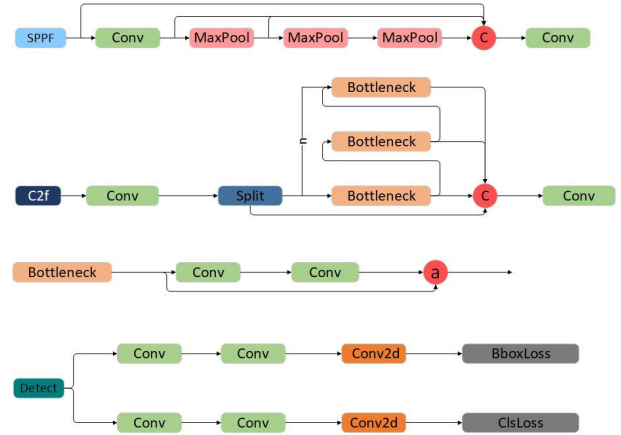 SPPF Conv MaxPool MaxPool MaxPool C Conv
Bottleneck
n
Bottleneck
C2f Conv Split Bottleneck C Conv
Bottleneck Conv Conv a
Conv Conv Conv2d BboxLoss
Detect
Conv Conv Conv2d ClsLoss